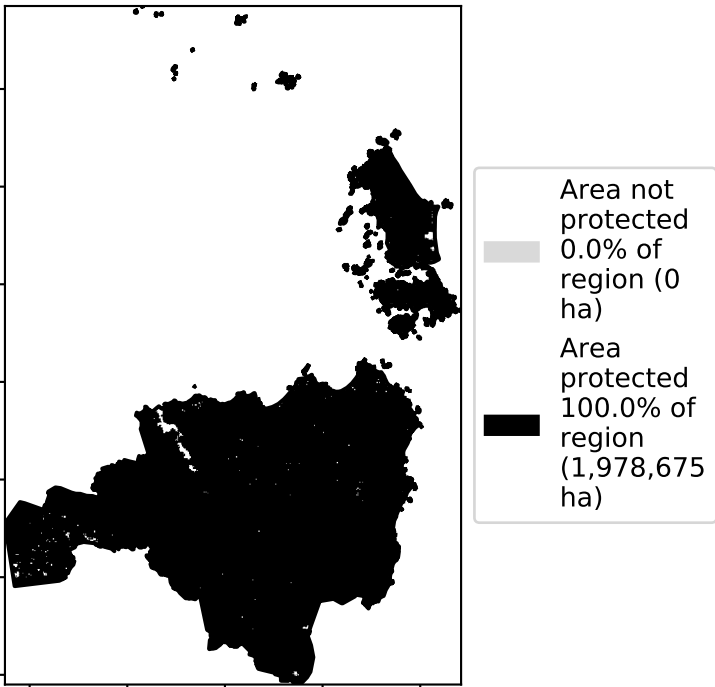 Area not
protected
0.0% of
region (0
ha)
Area
protected
100.0% of
region
(1,978,675
ha)